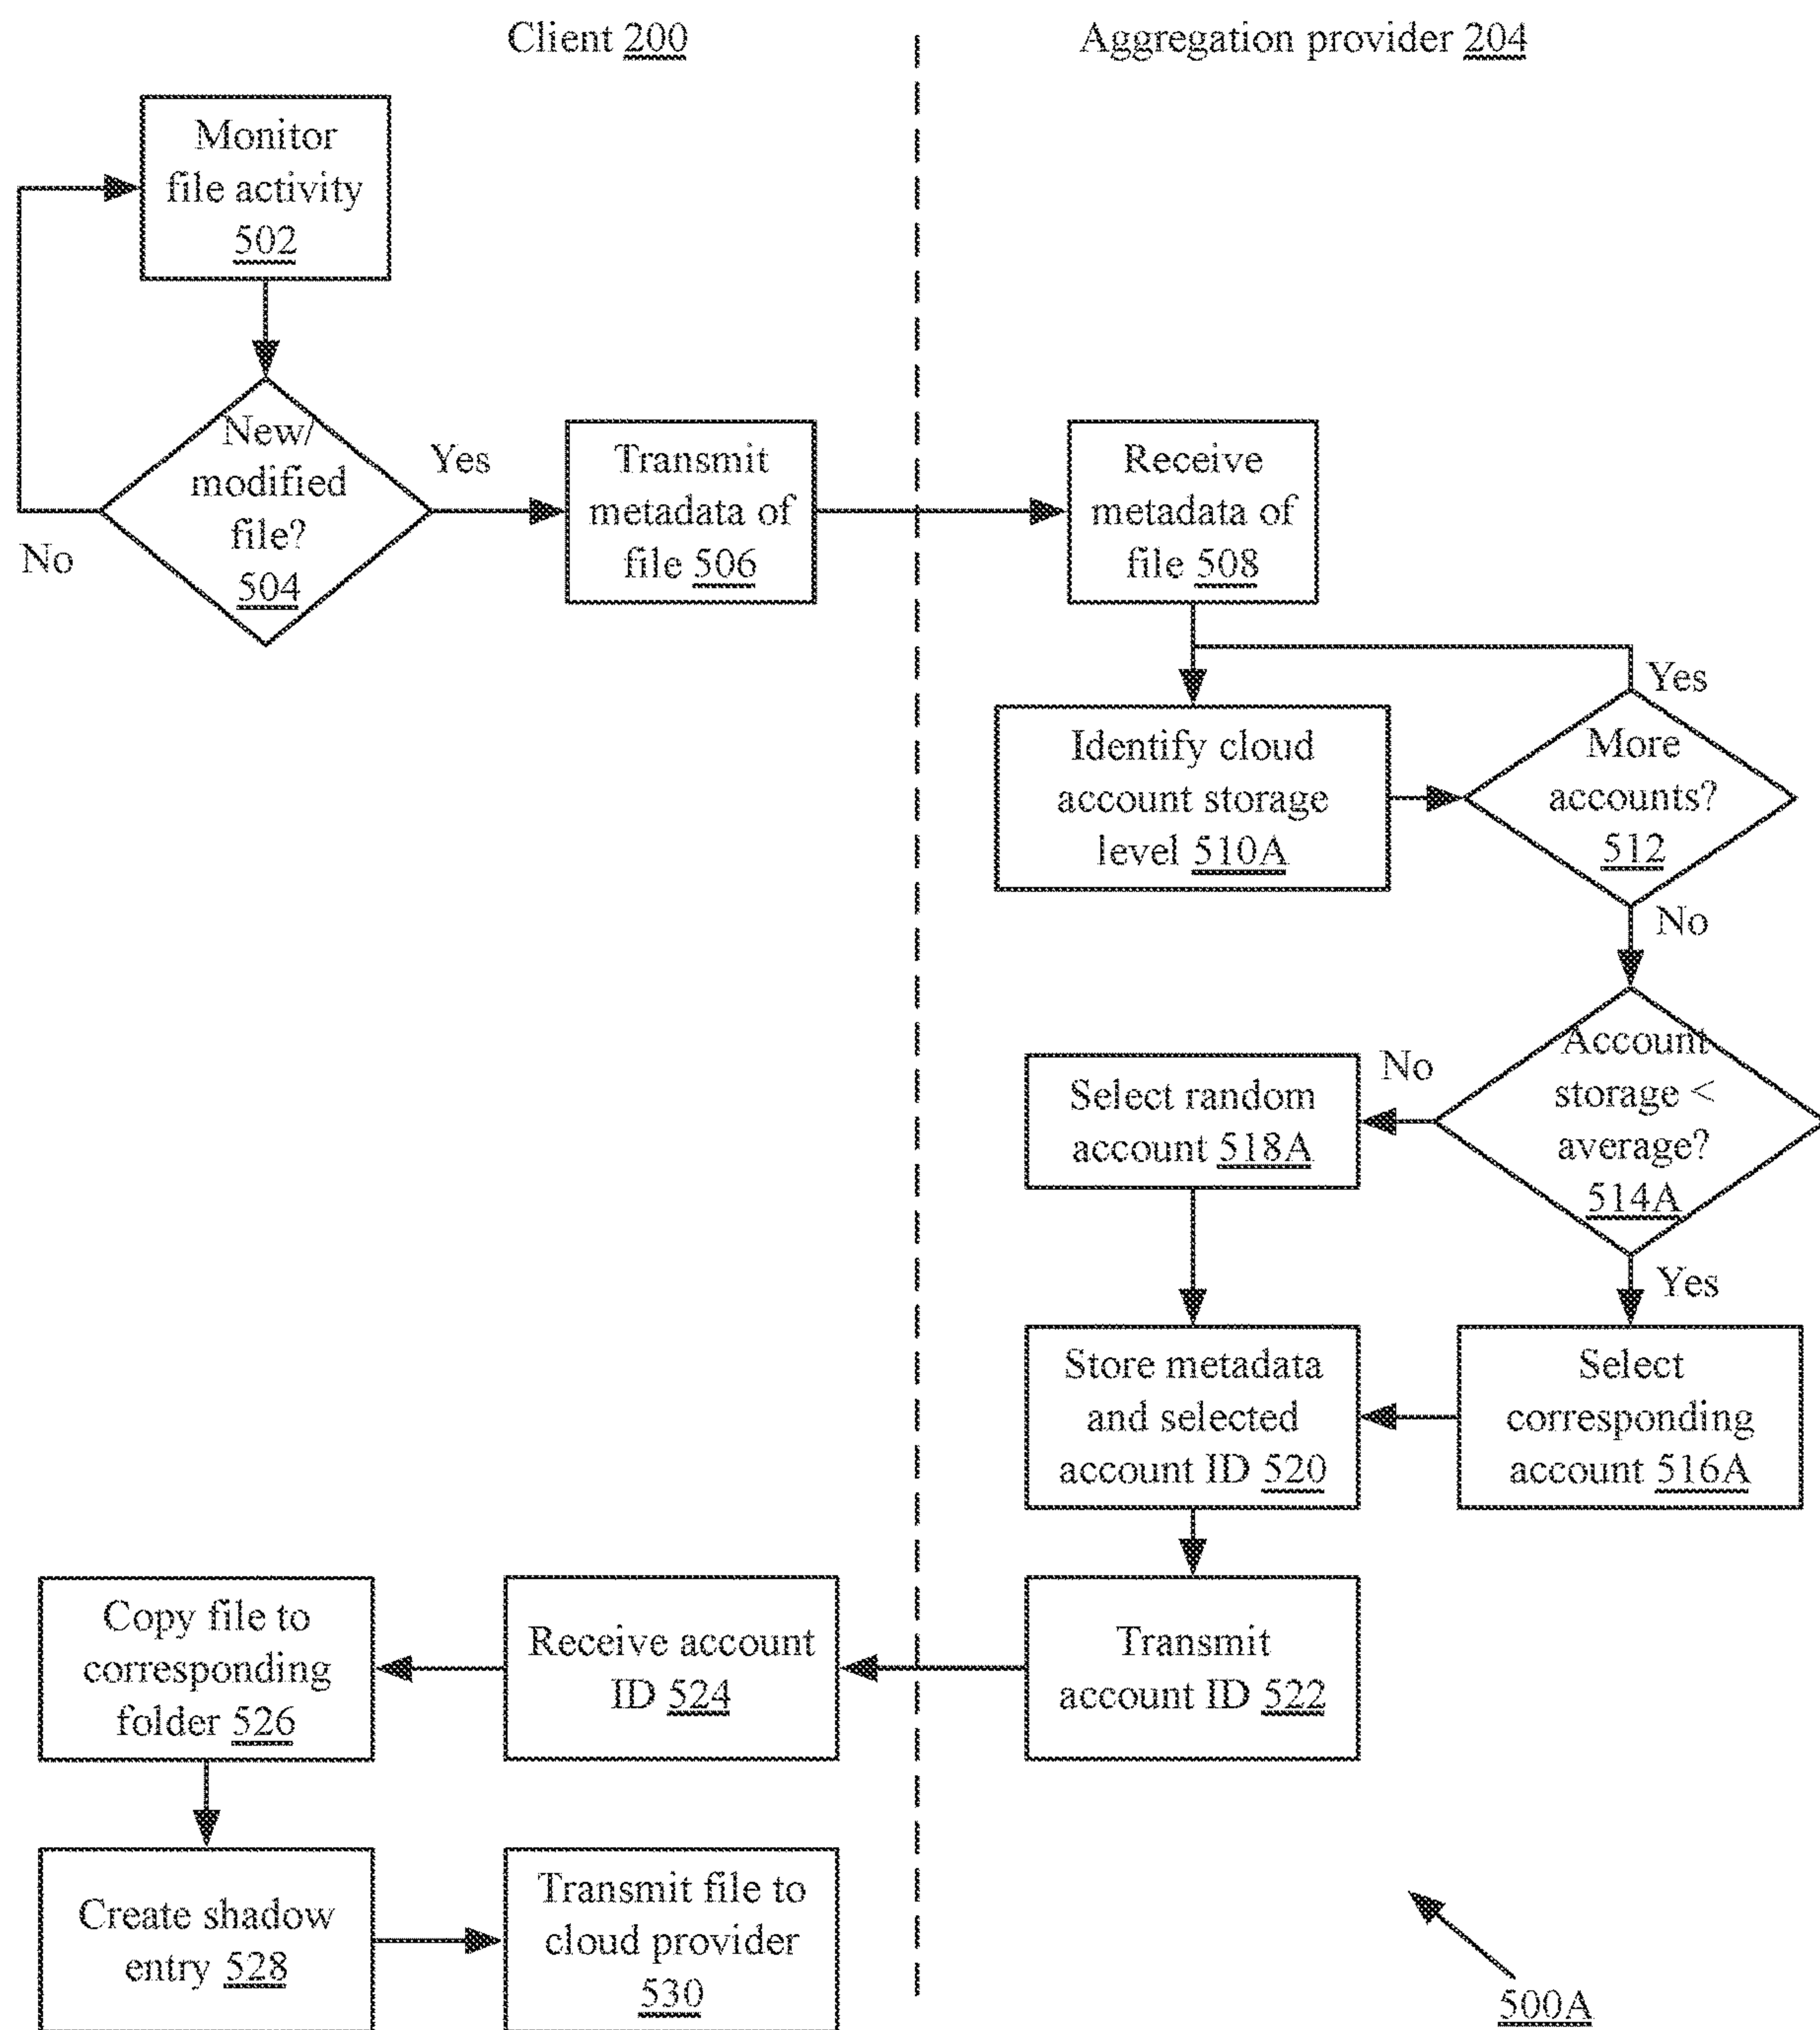 Client 200
Aggregation provider 204
Monitor
file activity
502
New/
modified
file?
504
No
Yes
Transmit
metadata of
file 506
Receive
metadata of
file 508
Identify cloud
account storage
level 510A
Yes
More
accounts?
512
No
Account
storage <
average?
514A
No
Select random
account 518A
Yes
Select
corresponding
account 516A
Store metadata
and selected
account ID 520
Transmit
account ID 522
Receive account
ID 524
Copy file to
corresponding
folder 526
Create shadow
entry 528
Transmit file to
cloud provider
530
500A